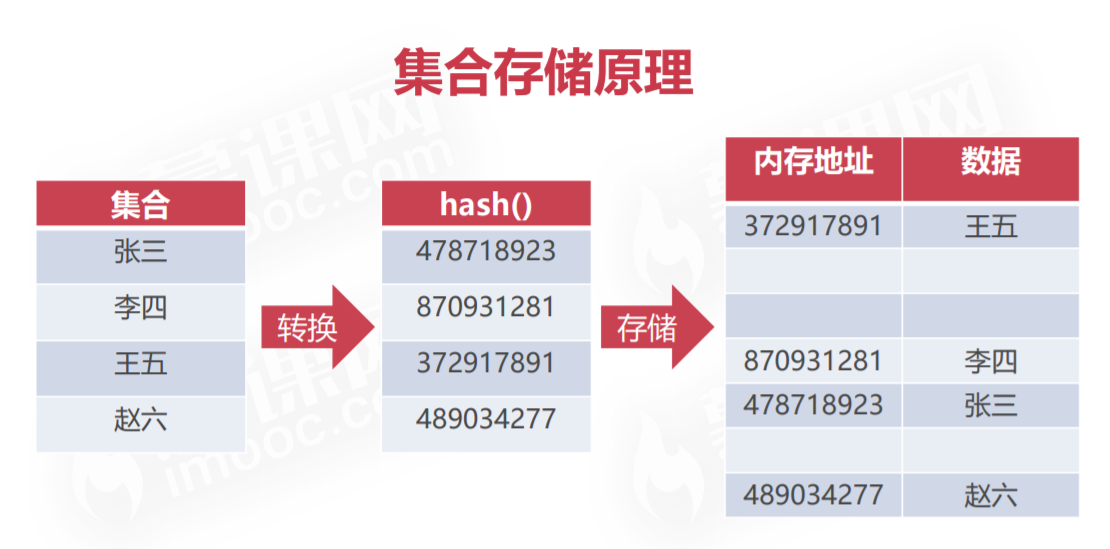 集合存储原理
集合
张三
李四
王五
赵六
转换
hash()
478718923
870931281
372917891
489034277
存储
内存地址 数据
372917891 王五
870931281 李四
478718923 张三
489034277 赵六
慕课网
imooc.com